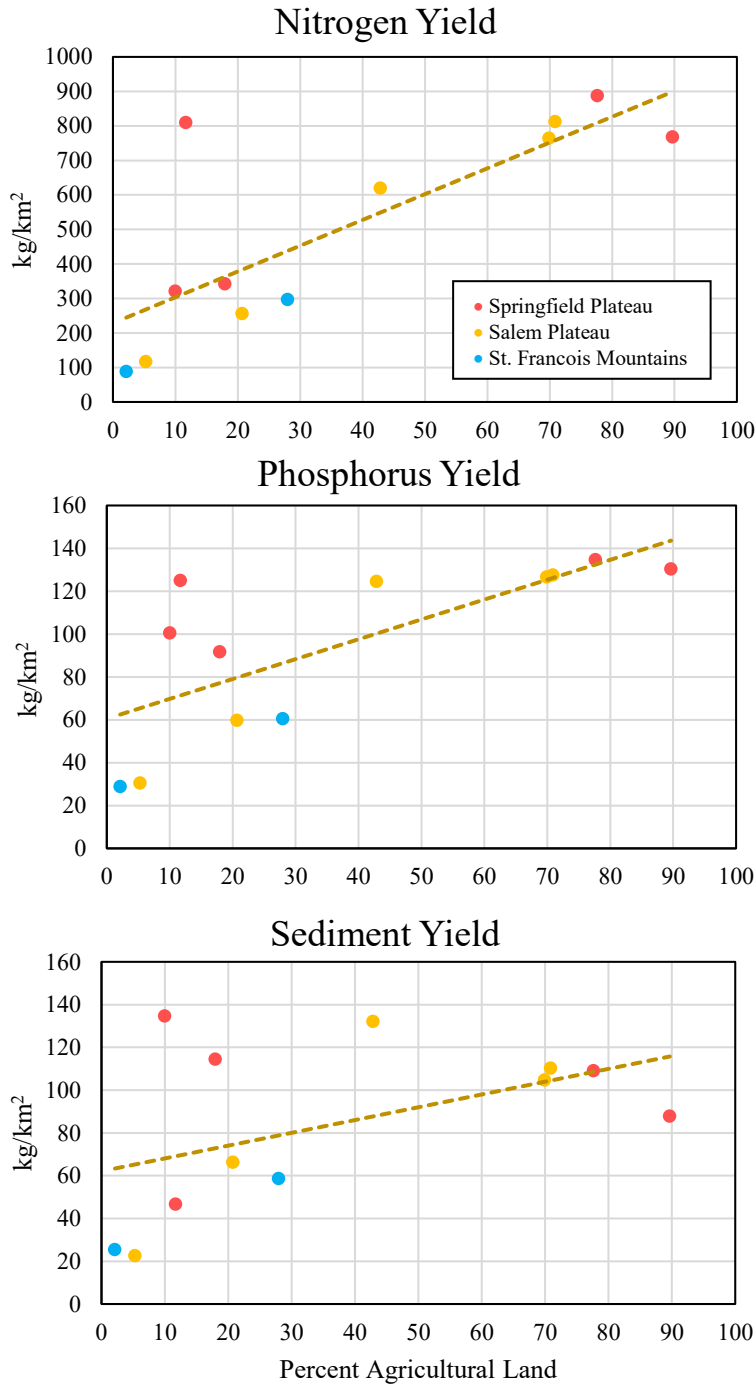 Nitrogen Yield
1000
900
800
700
600
500
400
300
200
100
0
kg/km²
Springfield Plateau
Salem Plateau
St. Francois Mountains
0 10 20 30 40 50 60 70 80 90 100
Phosphorus Yield
160
140
120
100
80
60
40
20
0
kg/km²
0 10 20 30 40 50 60 70 80 90 100
Sediment Yield
160
140
120
100
80
60
40
20
0
kg/km²
0 10 20 30 40 50 60 70 80 90 100
Percent Agricultural Land